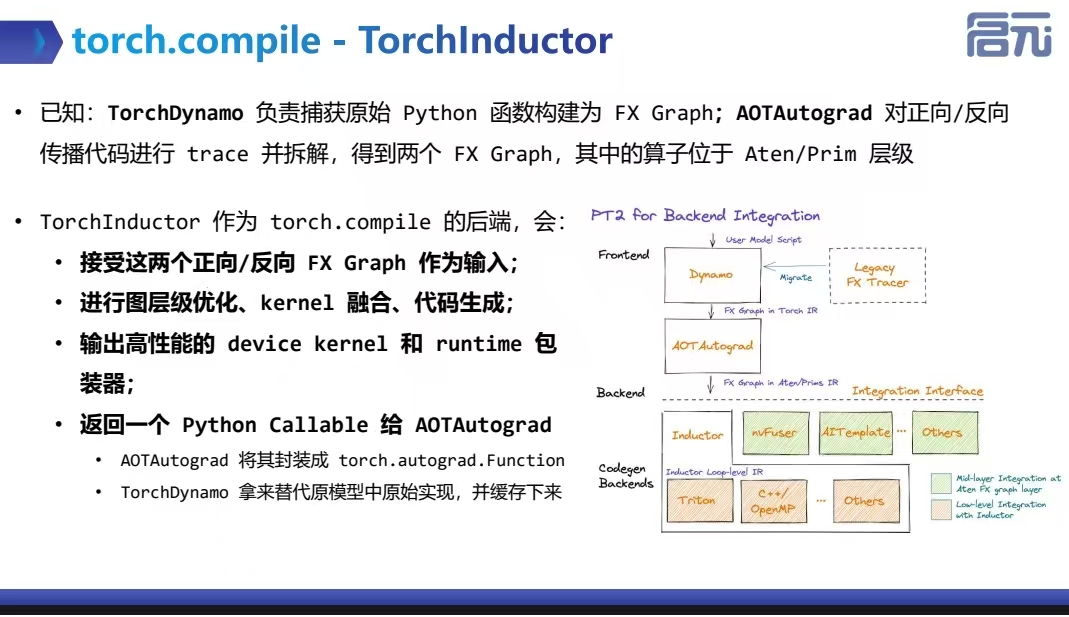 torch.compile - TorchInductor
启元
• 已知：TorchDynamo 负责捕获原始 Python 函数构建为 FX Graph；AOTAutograd 对正向/反向
传播代码进行 trace 并拆解，得到两个 FX Graph，其中的算子位于 Aten/Prim 层级
• TorchInductor 作为 torch.compile 的后端，会：
• 接受这两个正向/反向 FX Graph 作为输入；
• 进行图层级优化、kernel 融合、代码生成；
• 输出高性能的 device kernel 和 runtime 包
装器；
• 返回一个 Python Callable 给 AOTAutograd
• AOTAutograd 将其封装成 torch.autograd.Function
• TorchDynamo 拿来替代原模型中原始实现，并缓存下来
PT2 for Backend Integration
User Model Script
Frontend
Dynamo
Migrate
Legacy
FX Tracer
FX Graph in Torch IR
AOTAutograd
FX Graph in Aten/Prims IR
Backend
Integration Interface
Inductor
nvFuser
AITemplate
...
Others
Codegen
Backends
Inductor Loop-level IR
Triton
C++/
OpenMP
...
Others
Mid-layer Integration at
Aten FX graph layer
Low-level Integration
with Inductor